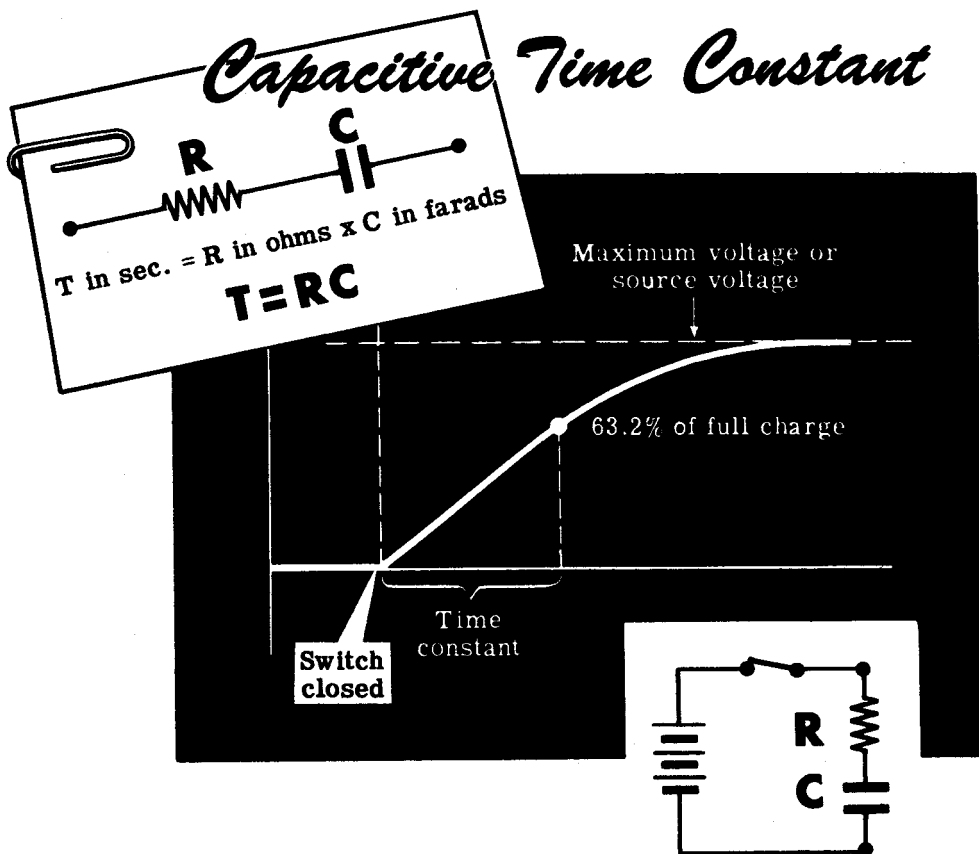 Capacitive Time Constant
R
C
T in sec. = R in ohms x C in farads
T=RC
Maximum voltage or
source voltage
63.2% of full charge
Time
constant
Switch
closed
R
C